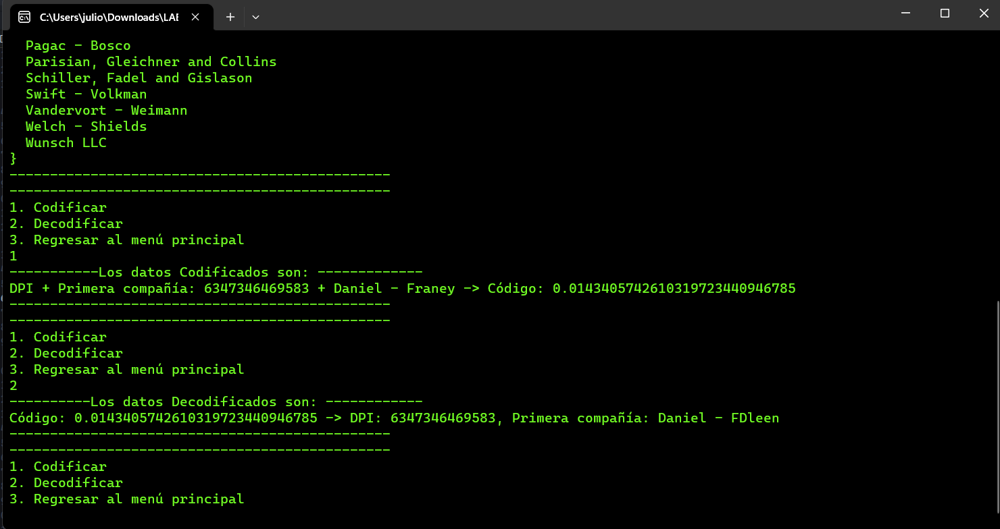 C:\Users\julio\Downloads\LAE
Pagac - Bosco
Parisian, Gleichner and Collins
Schiller, Fadel and Gislason
Swift - Volkman
Vandervort - Weimann
Welch - Shields
Wunsch LLC
}
-----------------------------------------------
-----------------------------------------------
1. Codificar
2. Decodificar
3. Regresar al menú principal
1
-----------Los datos Codificados son: -------------
DPI + Primera compañía: 6347346469583 + Daniel - Franey -> Código: 0.0143405742610319723440946785
-----------------------------------------------
-----------------------------------------------
1. Codificar
2. Decodificar
3. Regresar al menú principal
2
----------Los datos Decodificados son: ------------
Código: 0.0143405742610319723440946785 -> DPI: 6347346469583, Primera compañía: Daniel - FDleen
-----------------------------------------------
-----------------------------------------------
1. Codificar
2. Decodificar
3. Regresar al menú principal